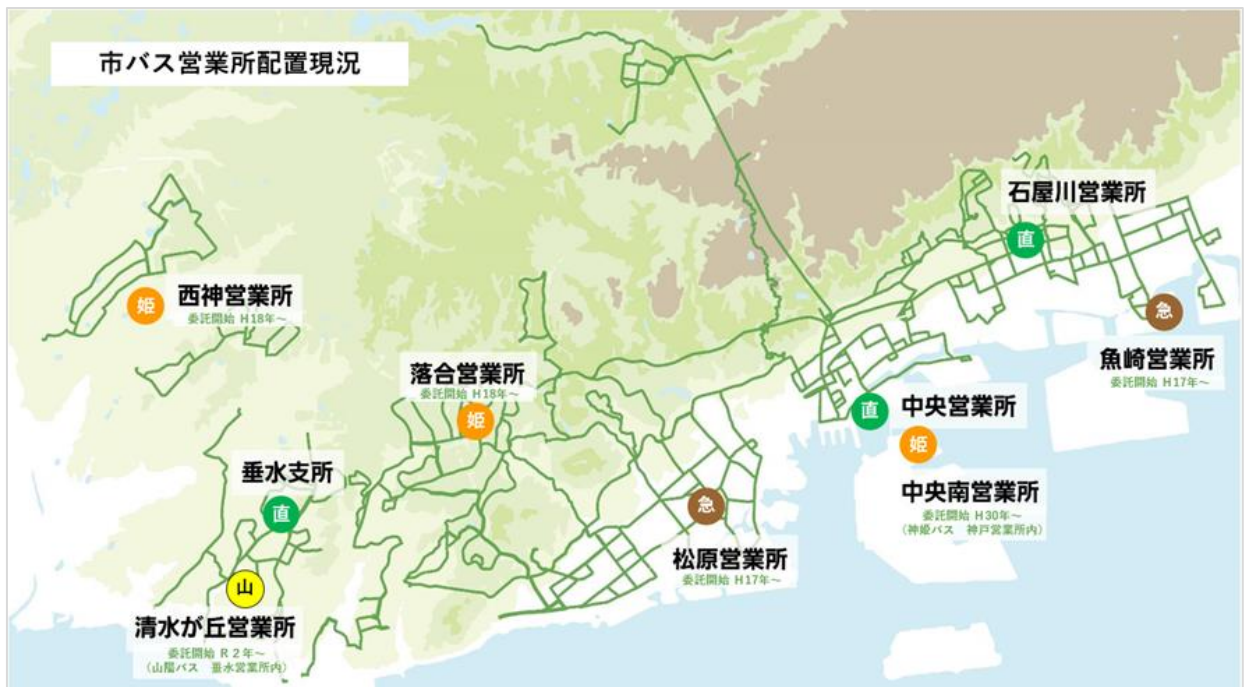 市バス営業所配置現況
石屋川営業所
直
姫
西神営業所
委託開始 H18年～
急
魚崎営業所
委託開始 H17年～
落合営業所
委託開始 H18年～
姫
直
中央営業所
姫
中央南営業所
委託開始 H30年～
（神姫バス 神戸営業所内）
垂水支所
直
急
松原営業所
委託開始 H17年～
山
清水が丘営業所
委託開始 R２年～
（山陽バス 垂水営業所内）